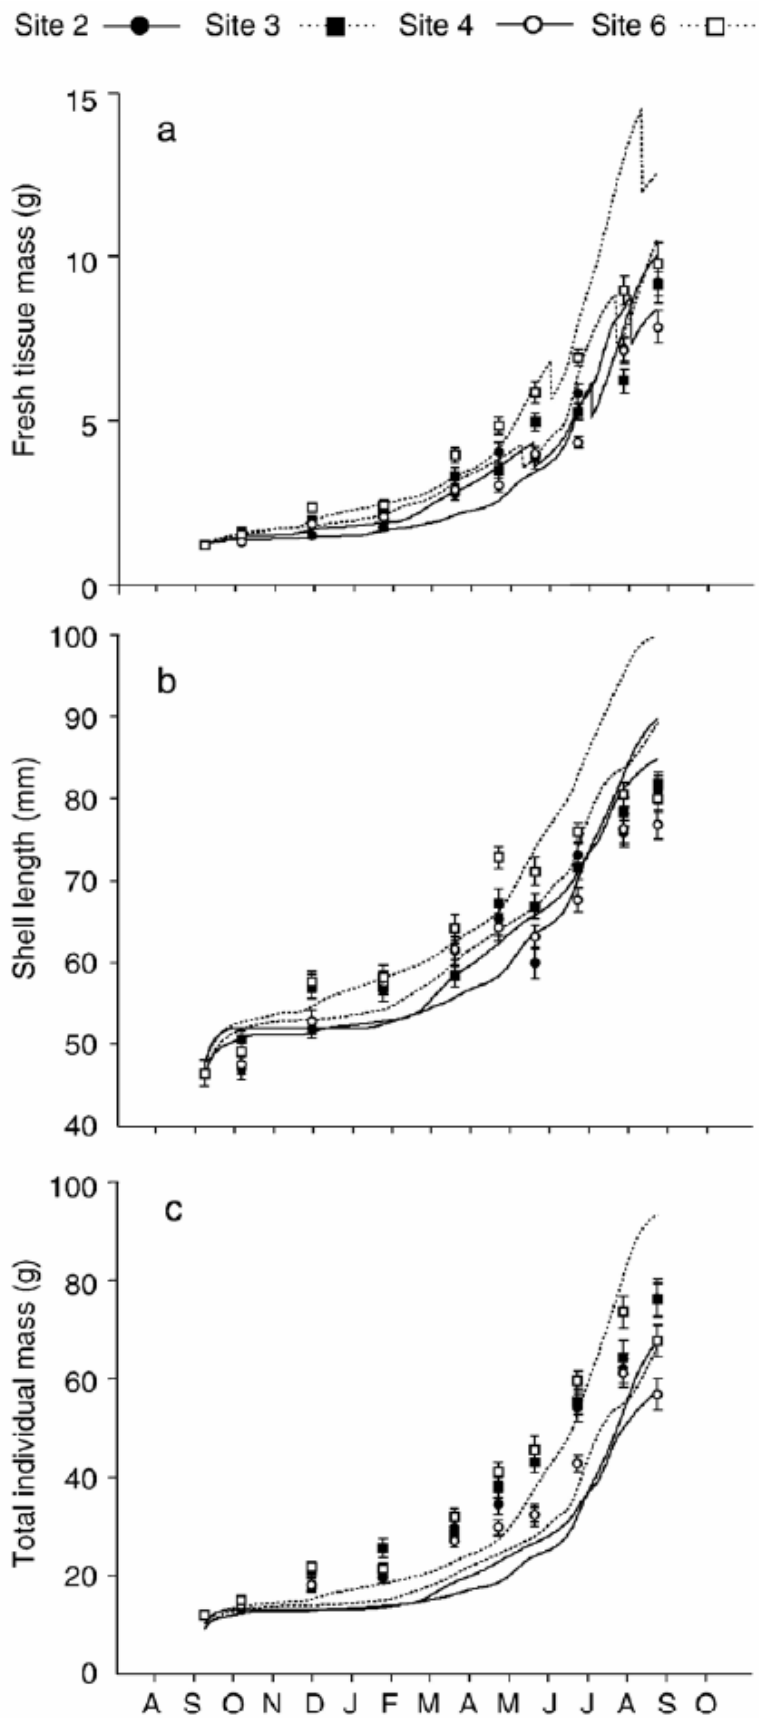 Site 2 Site 3 Site 4 Site 6
a
Fresh tissue mass (g)
15
10
5
0
b
Shell length (mm)
100
90
80
70
60
50
40
c
Total individual mass (g)
100
80
60
40
20
0
A S O N D J F M A M J J A S O